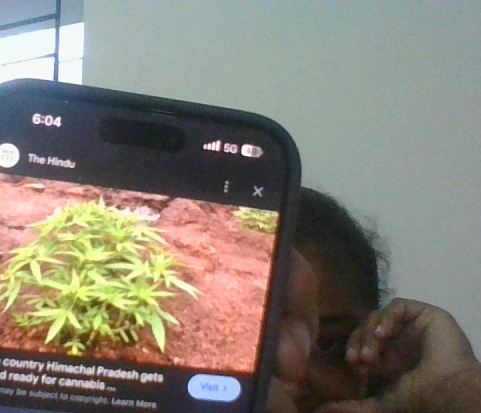 6:04
5G
The Hindu
country Himachal Pradesh gets
ready for cannabis ...
may be subject to copyright. Learn More
Visit >